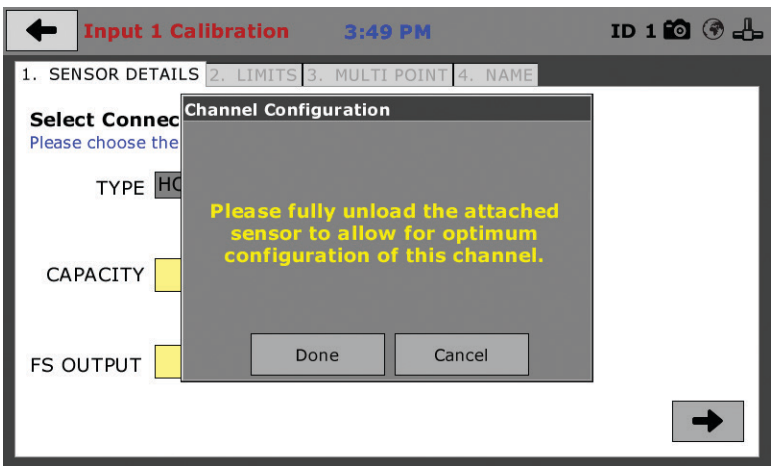 Input 1 Calibration 3:49 PM ID 1
1. SENSOR DETAILS 2. LIMITS 3. MULTI POINT 4. NAME
Select Connec
Please choose the
TYPE HO
CAPACITY
FS OUTPUT
Channel Configuration
Please fully unload the attached
sensor to allow for optimum
configuration of this channel.
Done Cancel